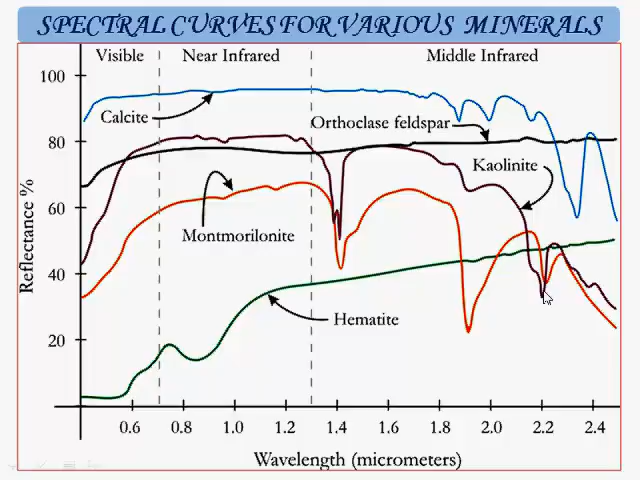 SPECTRAL CURVES FOR VARIOUS MINERALS
Visible Near Infrared Middle Infrared
100
Calcite
Orthoclase feldspar
80
Kaolinite
60
Montmorilonite
40
Hematite
20
Reflectance %
0.6 0.8 1.0 1.2 1.4 1.6 1.8 2.0 2.2 2.4
Wavelength (micrometers)